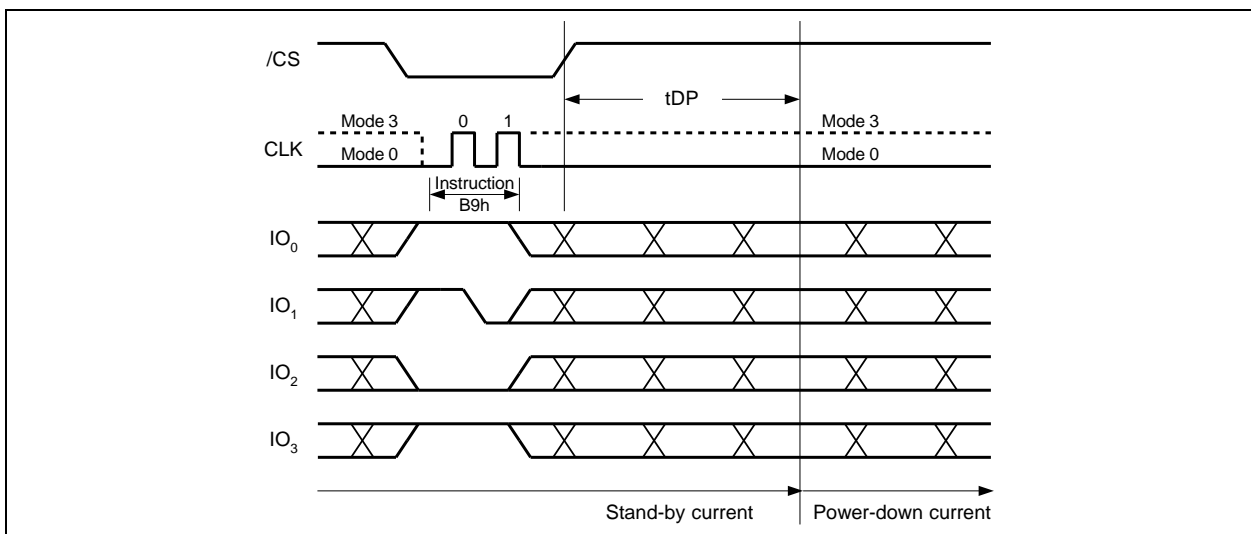 /CS
tDP
Mode 3 0 1 Mode 3
CLK
Mode 0 Mode 0
Instruction
B9h
IO0
IO1
IO2
IO3
Stand-by current Power-down current